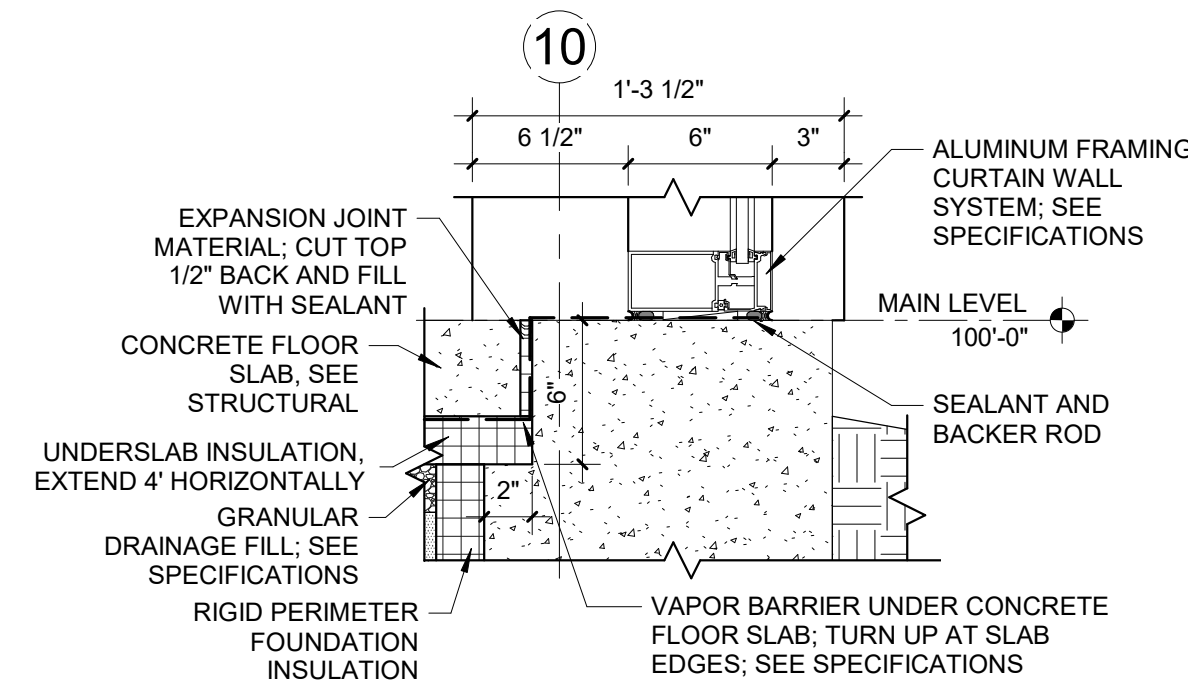 10
1'-3 1/2"
6 1/2"
6"
3"
ALUMINUM FRAMING
CURTAIN WALL
SYSTEM; SEE
SPECIFICATIONS
EXPANSION JOINT
MATERIAL; CUT TOP
1/2" BACK AND FILL
WITH SEALANT
MAIN LEVEL
100'-0"
CONCRETE FLOOR
SLAB, SEE
STRUCTURAL
6"
SEALANT AND
BACKER ROD
UNDERSLAB INSULATION,
EXTEND 4' HORIZONTALLY
2"
GRANULAR
DRAINAGE FILL; SEE
SPECIFICATIONS
RIGID PERIMETER
FOUNDATION
INSULATION
VAPOR BARRIER UNDER CONCRETE
FLOOR SLAB; TURN UP AT SLAB
EDGES; SEE SPECIFICATIONS